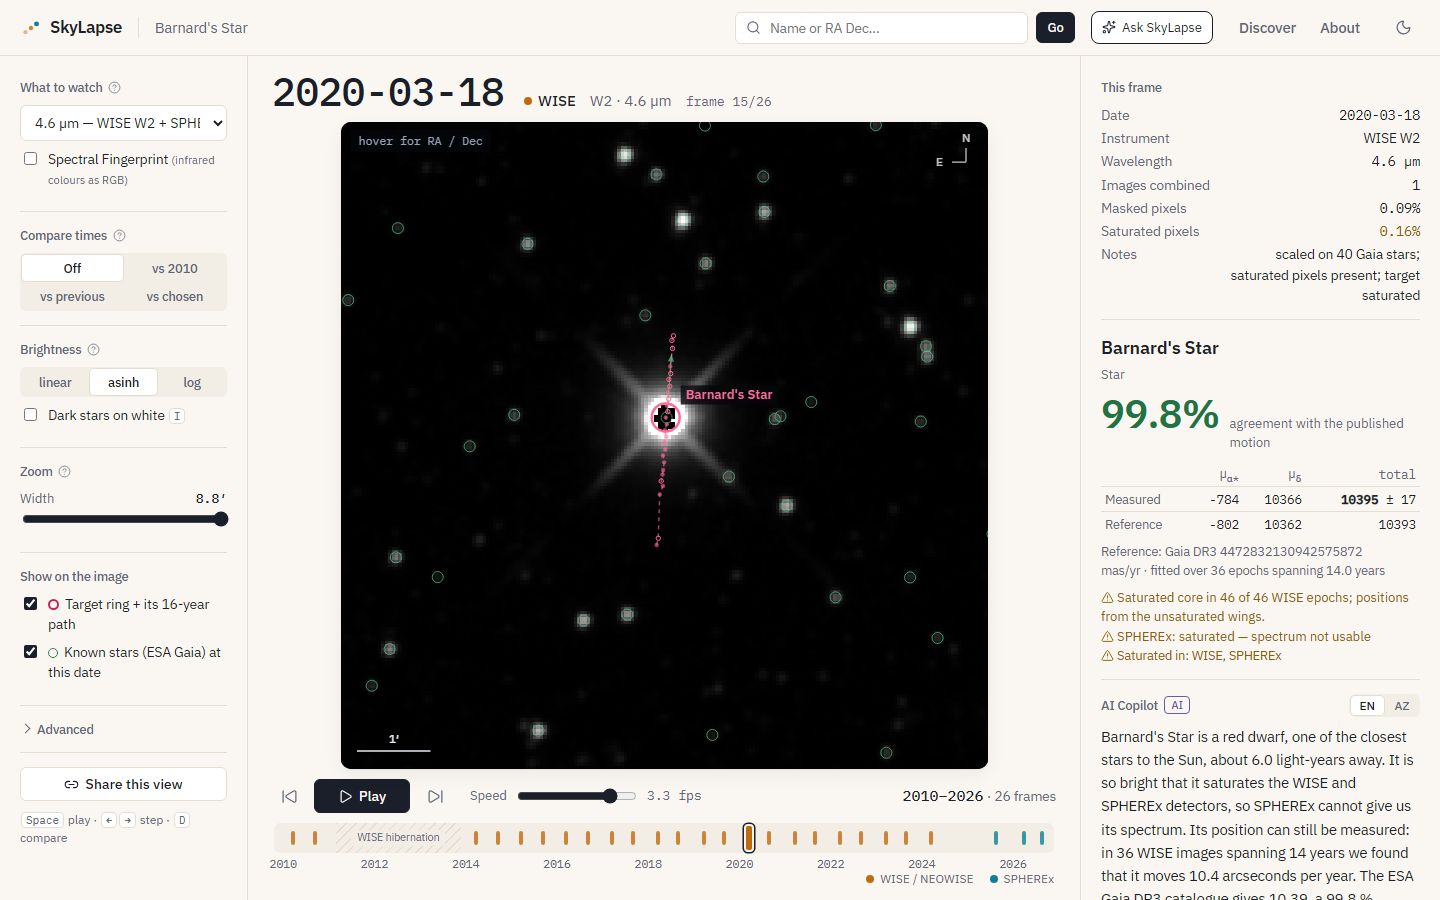 SkyLapse
Barnard's Star
Name or RA Dec...
Go
Ask SkyLapse
Discover
About
What to watch
4.6 µm — WISE W2 + SPHE
Spectral Fingerprint (infrared
colours as RGB)
Compare times
Off
vs 2010
vs previous
vs chosen
Brightness
linear
asinh
log
Dark stars on white I
Zoom
Width 8.8′
Show on the image
Target ring + its 16-year
path
Known stars (ESA Gaia) at
this date
Advanced
Share this view
Space play · ← → step · D
compare
2020-03-18
WISE W2 · 4.6 µm frame 15/26
hover for RA / Dec
N
E
Barnard's Star
1′
Play
Speed
3.3 fps
2010–2026 · 26 frames
WISE hibernation
2010 2012 2014 2016 2018 2020 2022 2024 2026
WISE / NEOWISE SPHEREx
This frame
Date 2020-03-18
Instrument WISE W2
Wavelength 4.6 µm
Images combined 1
Masked pixels 0.09%
Saturated pixels 0.16%
Notes scaled on 40 Gaia stars;
saturated pixels present; target
saturated
Barnard's Star
Star
99.8% agreement with the published
motion
µα* µδ total
Measured -784 10366 10395 ± 17
Reference -802 10362 10393
Reference: Gaia DR3 4472832130942575872
mas/yr · fitted over 36 epochs spanning 14.0 years
Saturated core in 46 of 46 WISE epochs; positions
from the unsaturated wings.
SPHEREx: saturated — spectrum not usable
Saturated in: WISE, SPHEREx
AI Copilot AI
EN AZ
Barnard's Star is a red dwarf, one of the closest
stars to the Sun, about 6.0 light-years away. It is
so bright that it saturates the WISE and
SPHEREx detectors, so SPHEREx cannot give us
its spectrum. Its position can still be measured:
in 36 WISE images spanning 14 years we found
that it moves 10.4 arcseconds per year. The ESA
Gaia DR3 catalogue gives 10.39, a 99.8 %